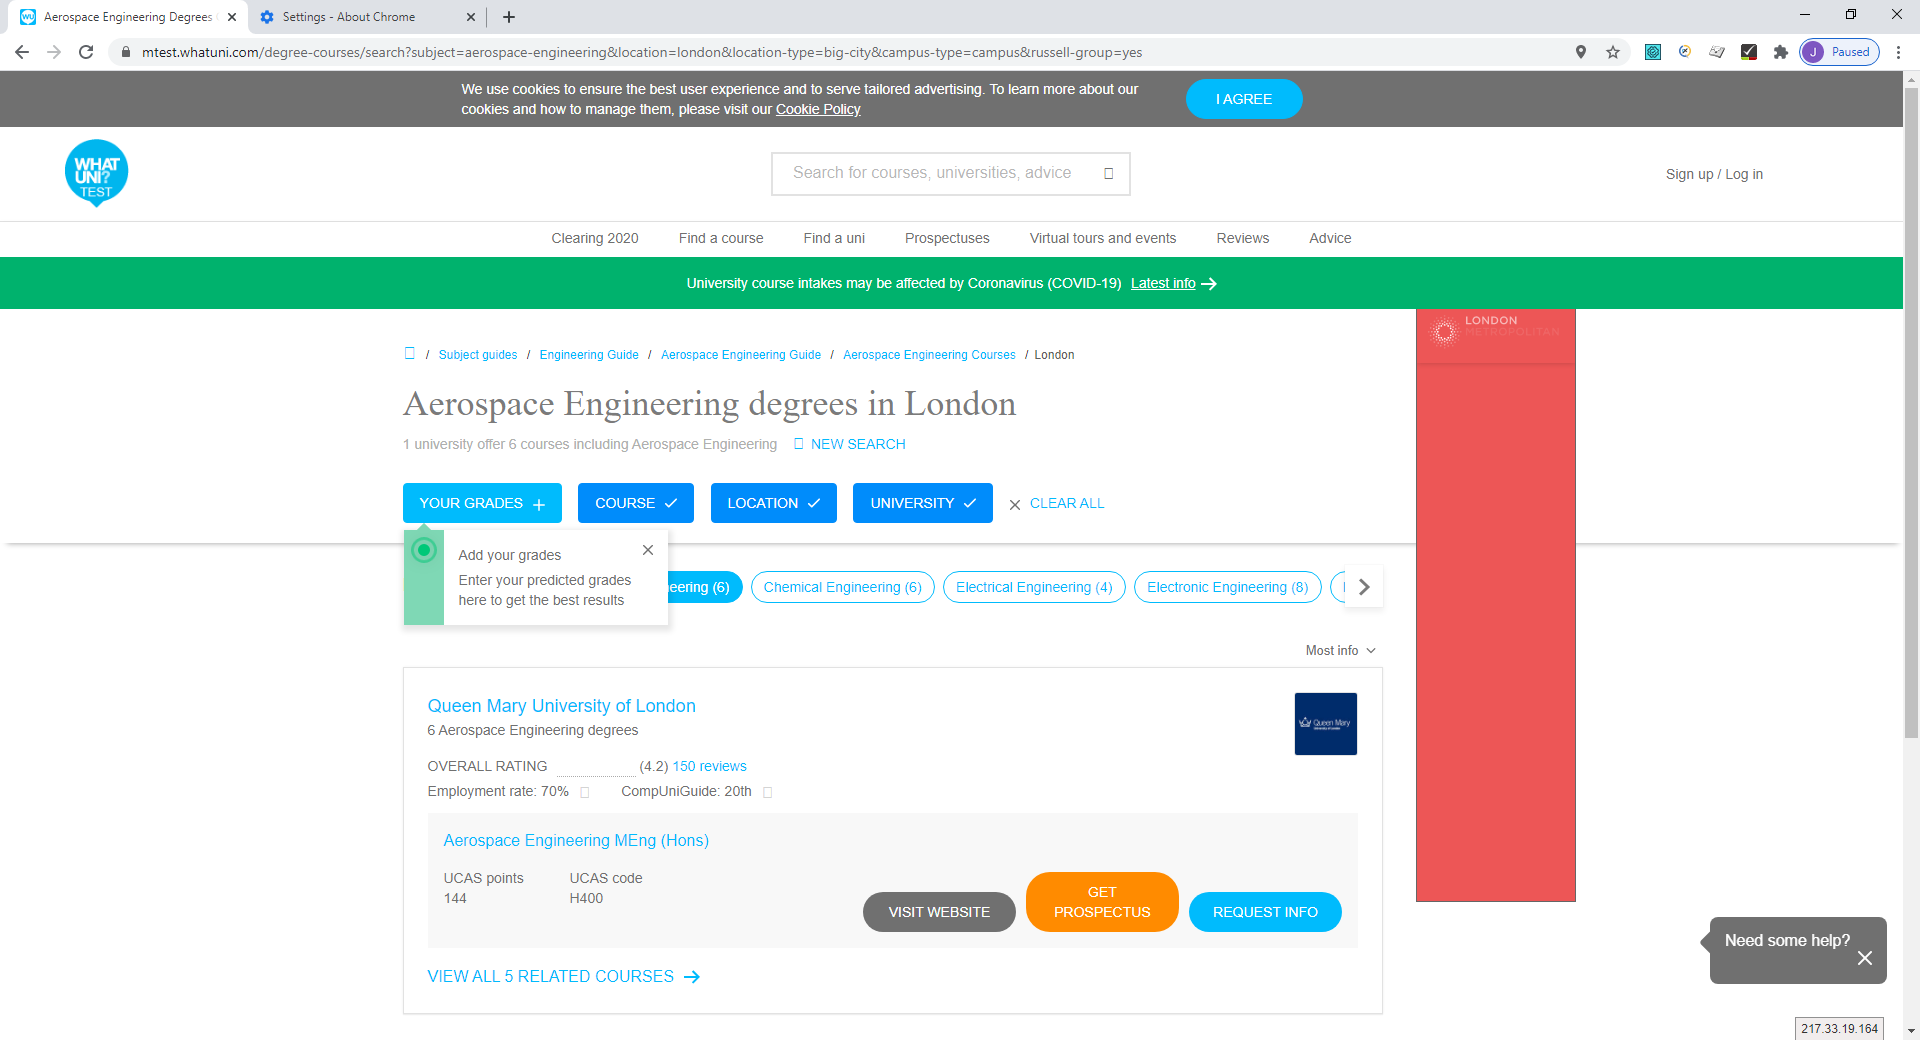 Aerospace Engineering Degrees
Settings - About Chrome
mtest.whatuni.com/degree-courses/search?subject=aerospace-engineering&location=london&location-type=big-city&campus-type=campus&russell-group=yes
J Paused
We use cookies to ensure the best user experience and to serve tailored advertising. To learn more about our
cookies and how to manage them, please visit our Cookie Policy
I AGREE
WHAT
UNI?
TEST
Search for courses, universities, advice
Sign up / Log in
Clearing 2020 Find a course Find a uni Prospectuses Virtual tours and events Reviews Advice
University course intakes may be affected by Coronavirus (COVID-19) Latest info
LONDON
METROPOLITAN
/ Subject guides / Engineering Guide / Aerospace Engineering Guide / Aerospace Engineering Courses / London
Aerospace Engineering degrees in London
1 university offer 6 courses including Aerospace Engineering NEW SEARCH
YOUR GRADES COURSE LOCATION UNIVERSITY CLEAR ALL
Add your grades
Enter your predicted grades
here to get the best results
eering (6) Chemical Engineering (6) Electrical Engineering (4) Electronic Engineering (8)
Most info
Queen Mary University of London
6 Aerospace Engineering degrees
Queen Mary
University of London
OVERALL RATING (4.2) 150 reviews
Employment rate: 70% CompUniGuide: 20th
Aerospace Engineering MEng (Hons)
UCAS points UCAS code
144 H400
VISIT WEBSITE
GET
PROSPECTUS
REQUEST INFO
VIEW ALL 5 RELATED COURSES
Need some help?
217.33.19.164